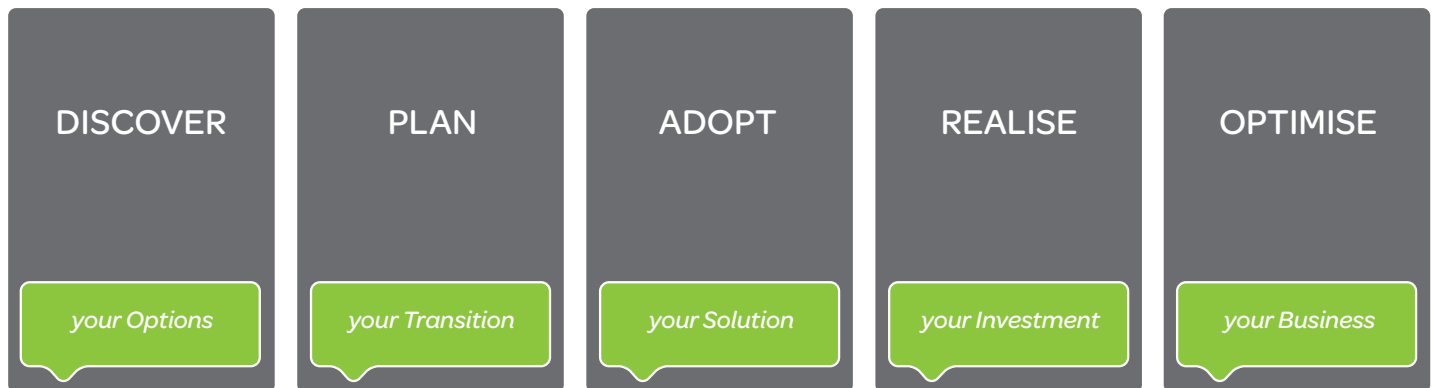 DISCOVER
your Options
PLAN
your Transition
ADOPT
your Solution
REALISE
your Investment
OPTIMISE
your Business